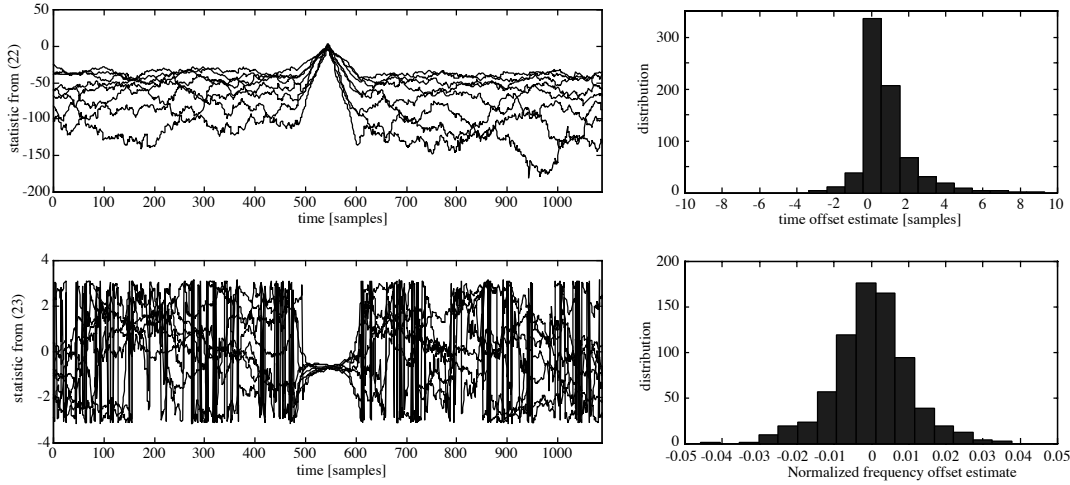 50
0
-50
-100
-150
-200
statistic from (22)
0 100 200 300 400 500 600 700 800 900 1000
time [samples]
300
200
100
0
distribution
-10 -8 -6 -4 -2 0 2 4 6 8 10
time offset estimate [samples]
4
2
0
-2
-4
statistic from (23)
0 100 200 300 400 500 600 700 800 900 1000
time [samples]
200
150
100
50
0
distribution
-0.05 -0.04 -0.03 -0.02 -0.01 0 0.01 0.02 0.03 0.04 0.05
Normalized frequency offset estimate